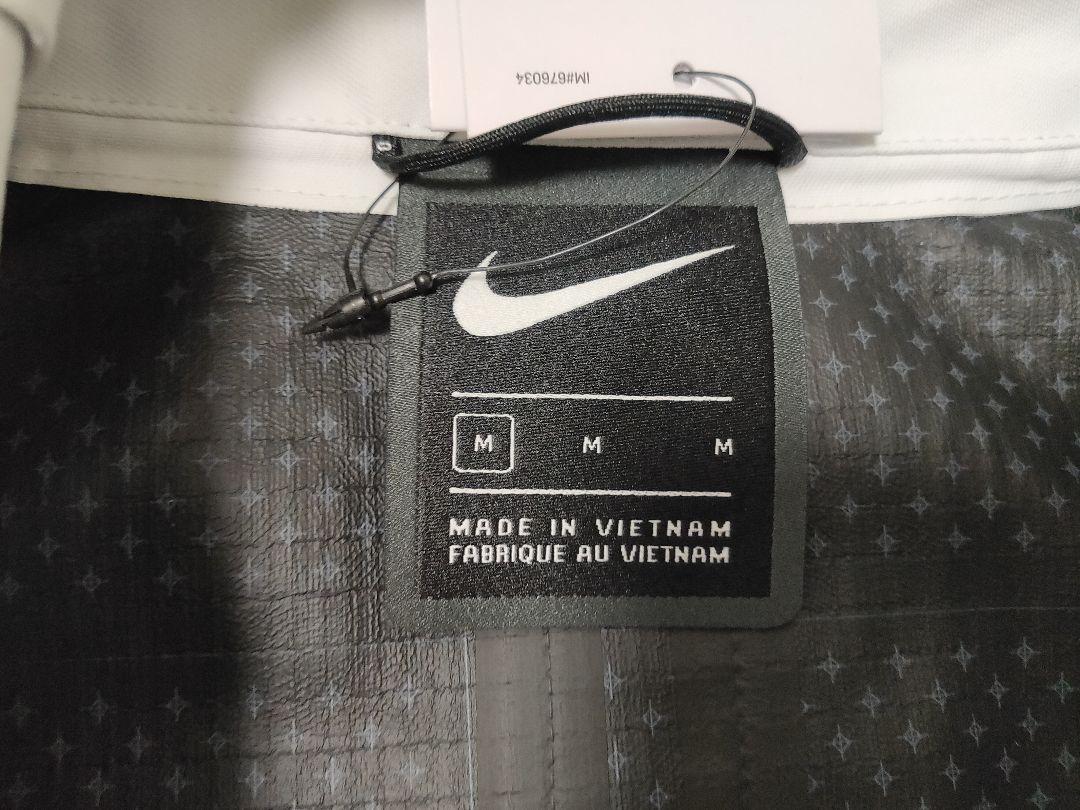 IM#676034
M M M
MADE IN VIETNAM
FABRIQUE AU VIETNAM